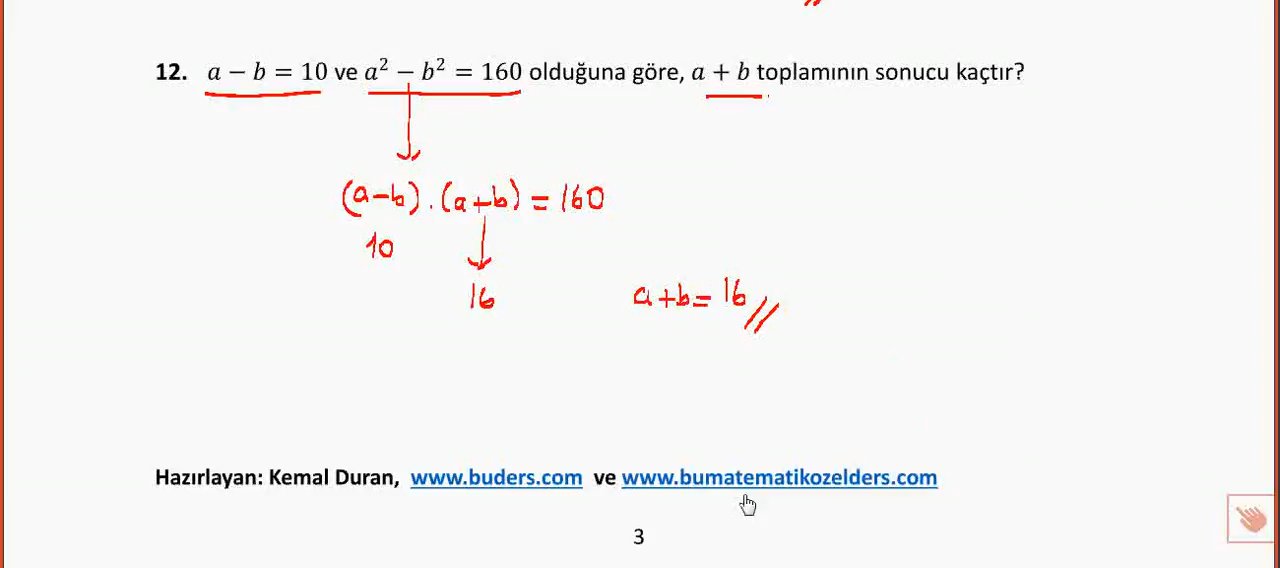 12. a − b = 10 ve a² − b² = 160 olduğuna göre, a + b toplamının sonucu kaçtır?
(a−b).(a+b) = 160
10
16
a+b = 16
Hazırlayan: Kemal Duran, www.buders.com ve www.bumatematikozelders.com
3